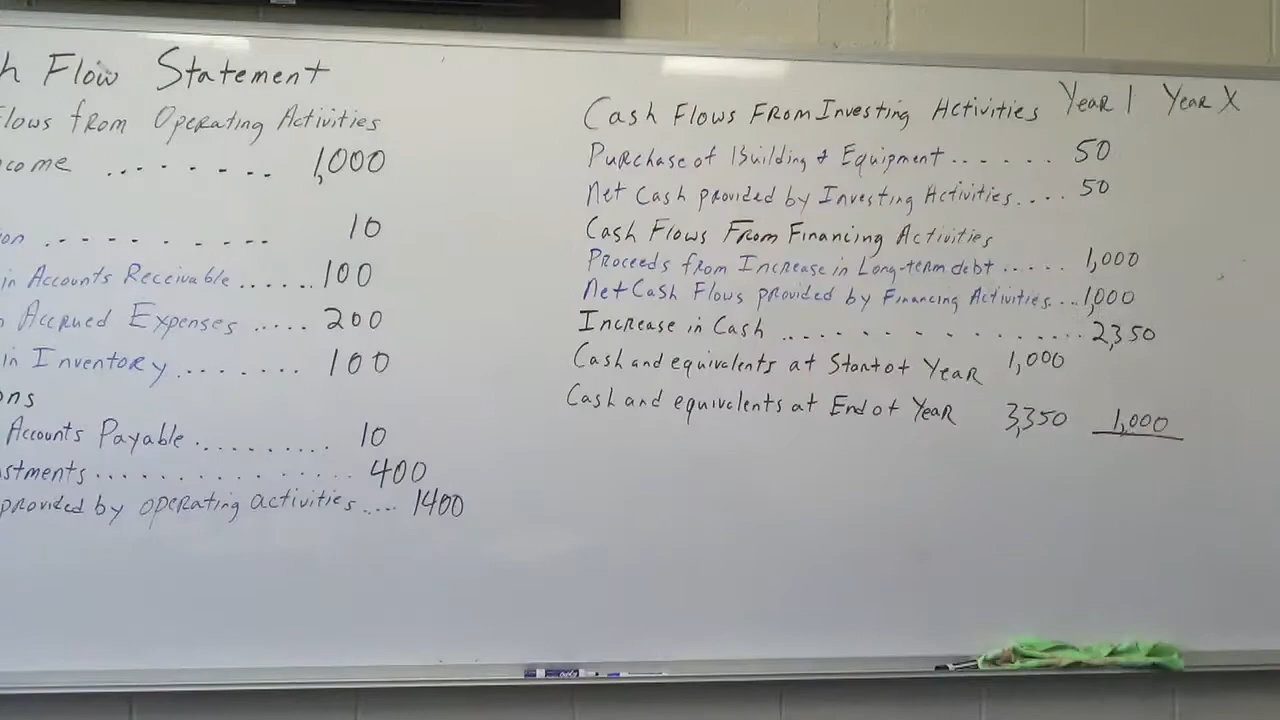 h Flow Statement
Flows from Operating Activities
come ........ 1,000
on .......... 10
in Accounts Receivable ...... 100
n Accrued Expenses ..... 200
in Inventory ........ 100
ons
Accounts Payable .......... 10
stments .............. 400
provided by operating activities .... 1400
Cash Flows From Investing Activities Year 1 Year X
Purchase of Building & Equipment ...... 50
Net Cash provided by Investing Activities .... 50
Cash Flows From Financing Activities
Proceeds from Increase in Long-term debt ..... 1,000
Net Cash Flows provided by Financing Activities ... 1,000
Increase in Cash ............ 2,350
Cash and equivalents at Start of Year 1,000
Cash and equivalents at End of Year 3,350 1,000